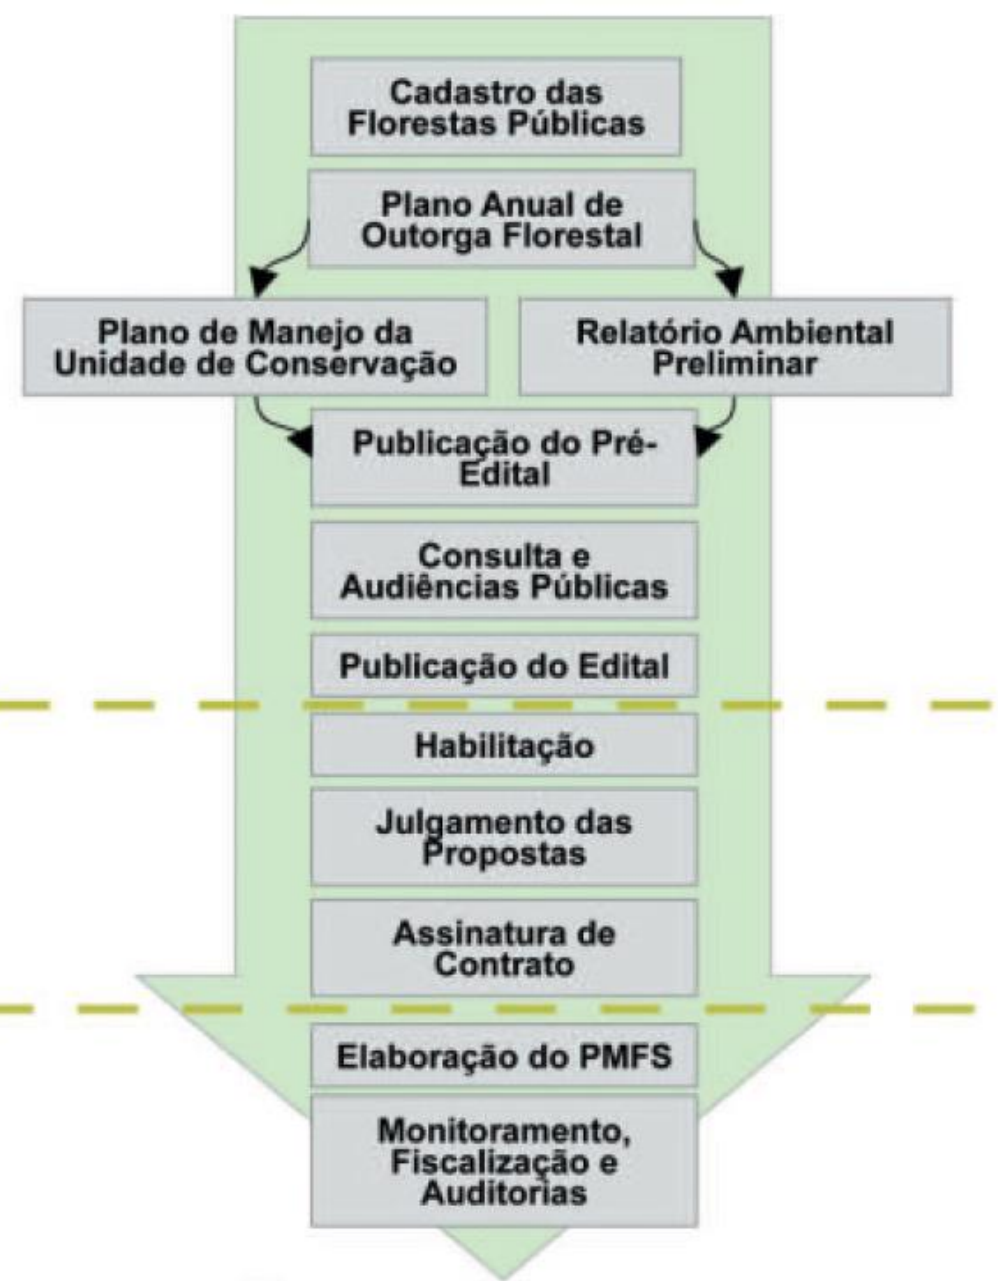 Cadastro das
Florestas Públicas
Plano Anual de
Outorga Florestal
Plano de Manejo da
Unidade de Conservação
Relatório Ambiental
Preliminar
Publicação do Pré-
Edital
Consulta e
Audiências Públicas
Publicação do Edital
Habilitação
Julgamento das
Propostas
Assinatura de
Contrato
Elaboração do PMFS
Monitoramento,
Fiscalização e
Auditorias